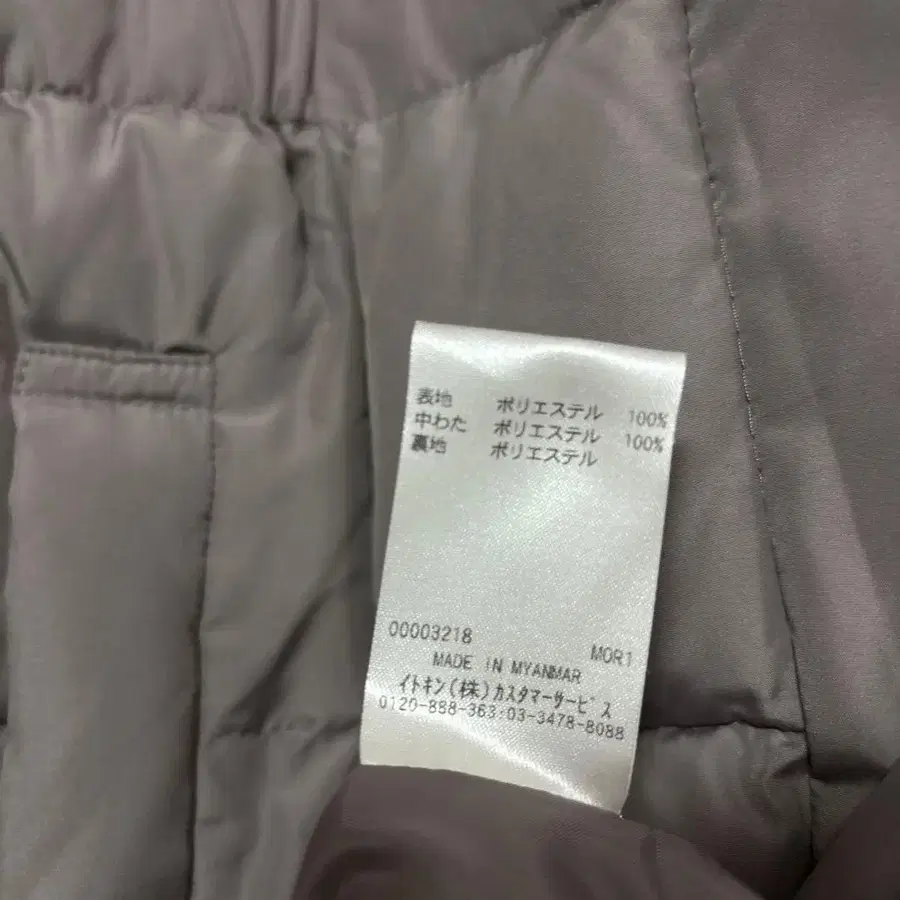 表地 ポリエステル 100%
中わた ポリエステル 100%
裏地 ポリエステル
00003218 MOR1
MADE IN MYANMAR
イトキン(株)カスタマーサービス
0120-888-363:03-3478-8088